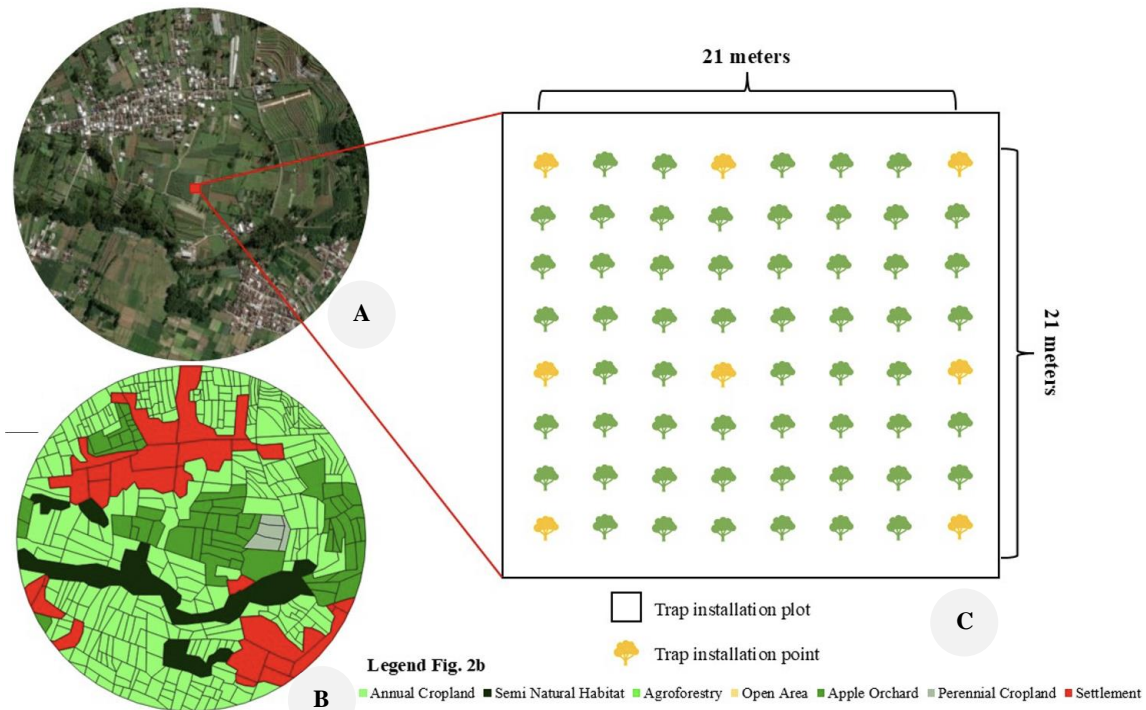 21 meters
21 meters
A
Trap installation plot
C
Trap installation point
Legend Fig. 2b
B
Annual Cropland Semi Natural Habitat Agroforestry Open Area Apple Orchard Perennial Cropland Settlement